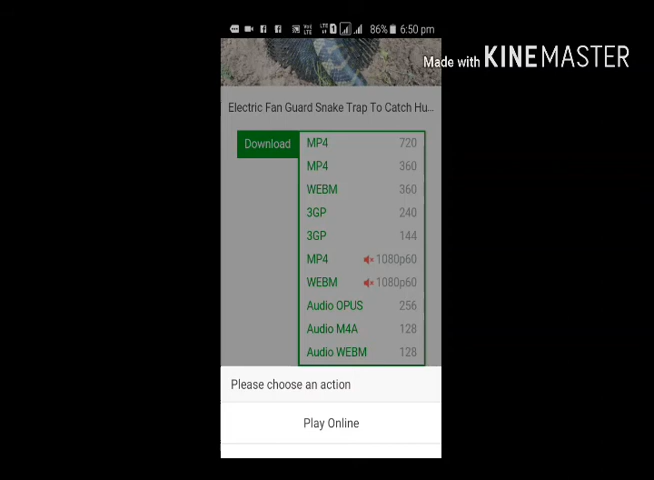 86% 6:50 pm
Made with KINEMASTER
Electric Fan Guard Snake Trap To Catch Hu...
Download
MP4 720
MP4 360
WEBM 360
3GP 240
3GP 144
MP4 1080p60
WEBM 1080p60
Audio OPUS 256
Audio M4A 128
Audio WEBM 128
Please choose an action
Play Online